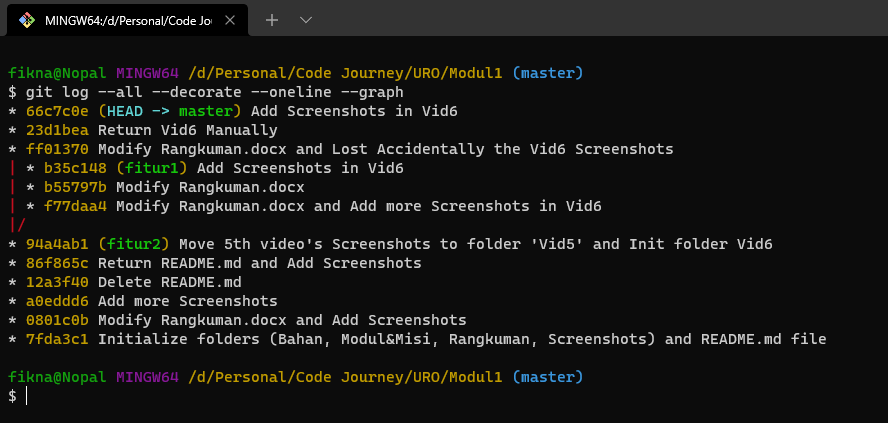 MINGW64:/d/Personal/Code Jou
fikna@Nopal MINGW64 /d/Personal/Code Journey/URO/Modul1 (master)
$ git log --all --decorate --oneline --graph
* 66c7c0e (HEAD -> master) Add Screenshots in Vid6
* 23d1bea Return Vid6 Manually
* ff01370 Modify Rangkuman.docx and Lost Accidentally the Vid6 Screenshots
| * b35c148 (fitur1) Add Screenshots in Vid6
| * b55797b Modify Rangkuman.docx
| * f77daa4 Modify Rangkuman.docx and Add more Screenshots in Vid6
|/
* 94a4ab1 (fitur2) Move 5th video's Screenshots to folder 'Vid5' and Init folder Vid6
* 86f865c Return README.md and Add Screenshots
* 12a3f40 Delete README.md
* a0eddd6 Add more Screenshots
* 0801c0b Modify Rangkuman.docx and Add Screenshots
* 7fda3c1 Initialize folders (Bahan, Modul&Misi, Rangkuman, Screenshots) and README.md file
fikna@Nopal MINGW64 /d/Personal/Code Journey/URO/Modul1 (master)
$